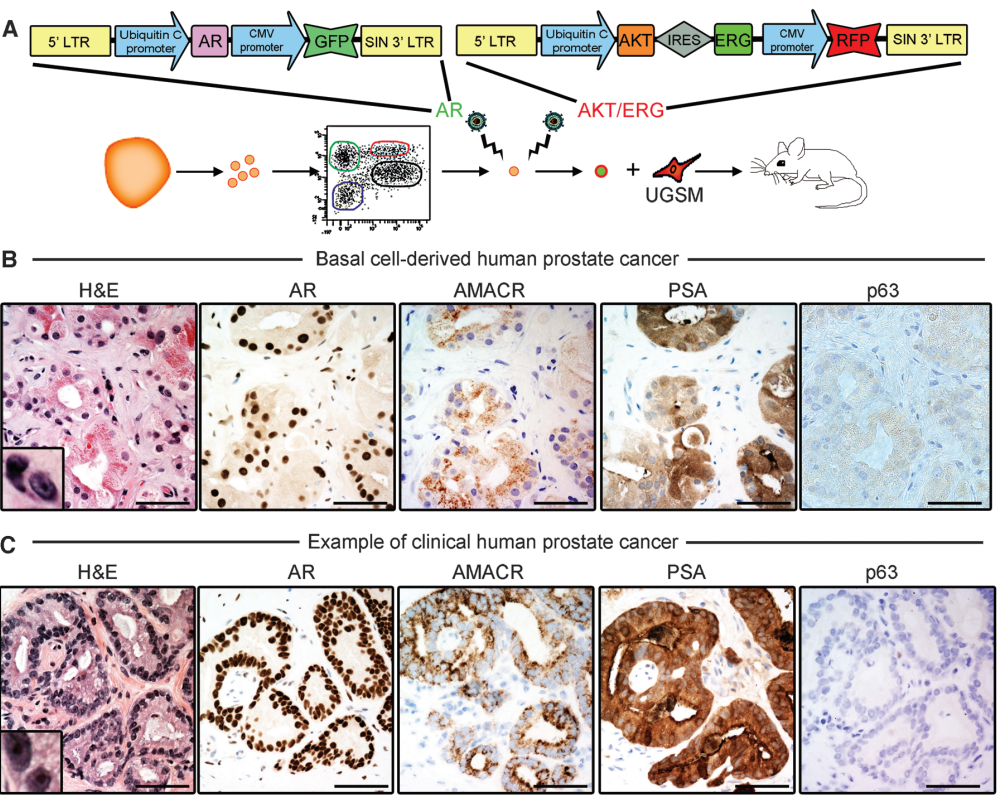 A
5' LTR
Ubiquitin C
promoter
AR
CMV
promoter
GFP
SIN 3' LTR
5' LTR
Ubiquitin C
promoter
AKT
IRES
ERG
CMV
promoter
RFP
SIN 3' LTR
AR
AKT/ERG
+
UGSM
B
Basal cell-derived human prostate cancer
H&E
AR
AMACR
PSA
p63
C
Example of clinical human prostate cancer
H&E
AR
AMACR
PSA
p63